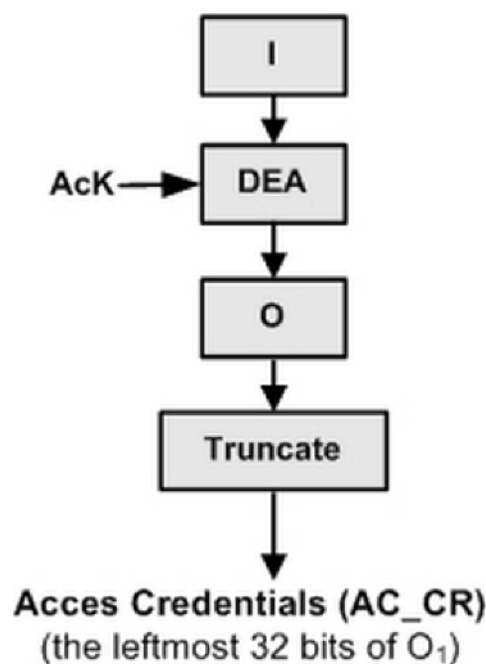 I
AcK DEA
O
Truncate
Acces Credentials (AC_CR)
(the leftmost 32 bits of O₁)